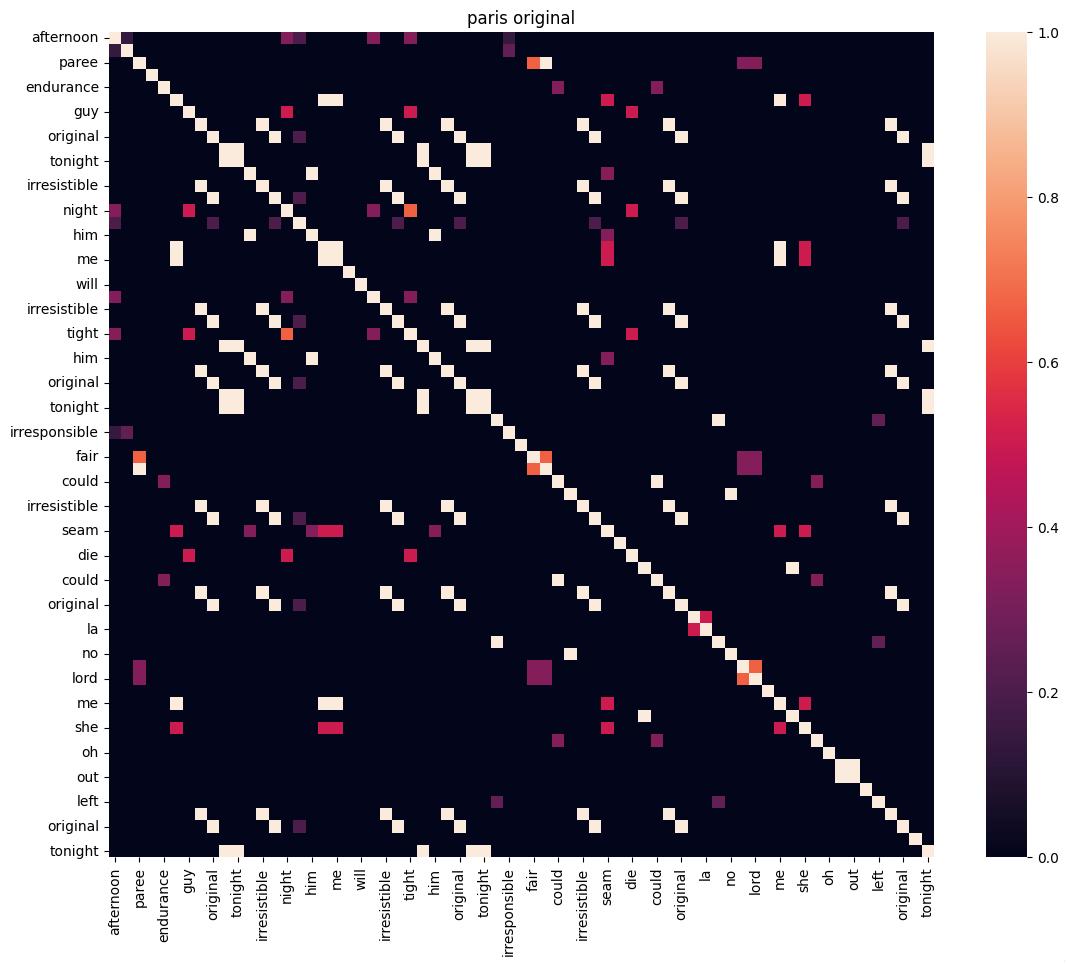 paris original
afternoon
paree
endurance
guy
original
tonight
irresistible
night
him
me
will
irresistible
tight
him
original
tonight
irresponsible
fair
could
irresistible
seam
die
could
original
la
no
lord
me
she
oh
out
left
original
tonight
1.0
0.8
0.6
0.4
0.2
0.0
afternoon
paree
endurance
guy
original
tonight
irresistible
night
him
me
will
irresistible
tight
him
original
tonight
irresponsible
fair
could
irresistible
seam
die
could
original
la
no
lord
me
she
oh
out
left
original
tonight